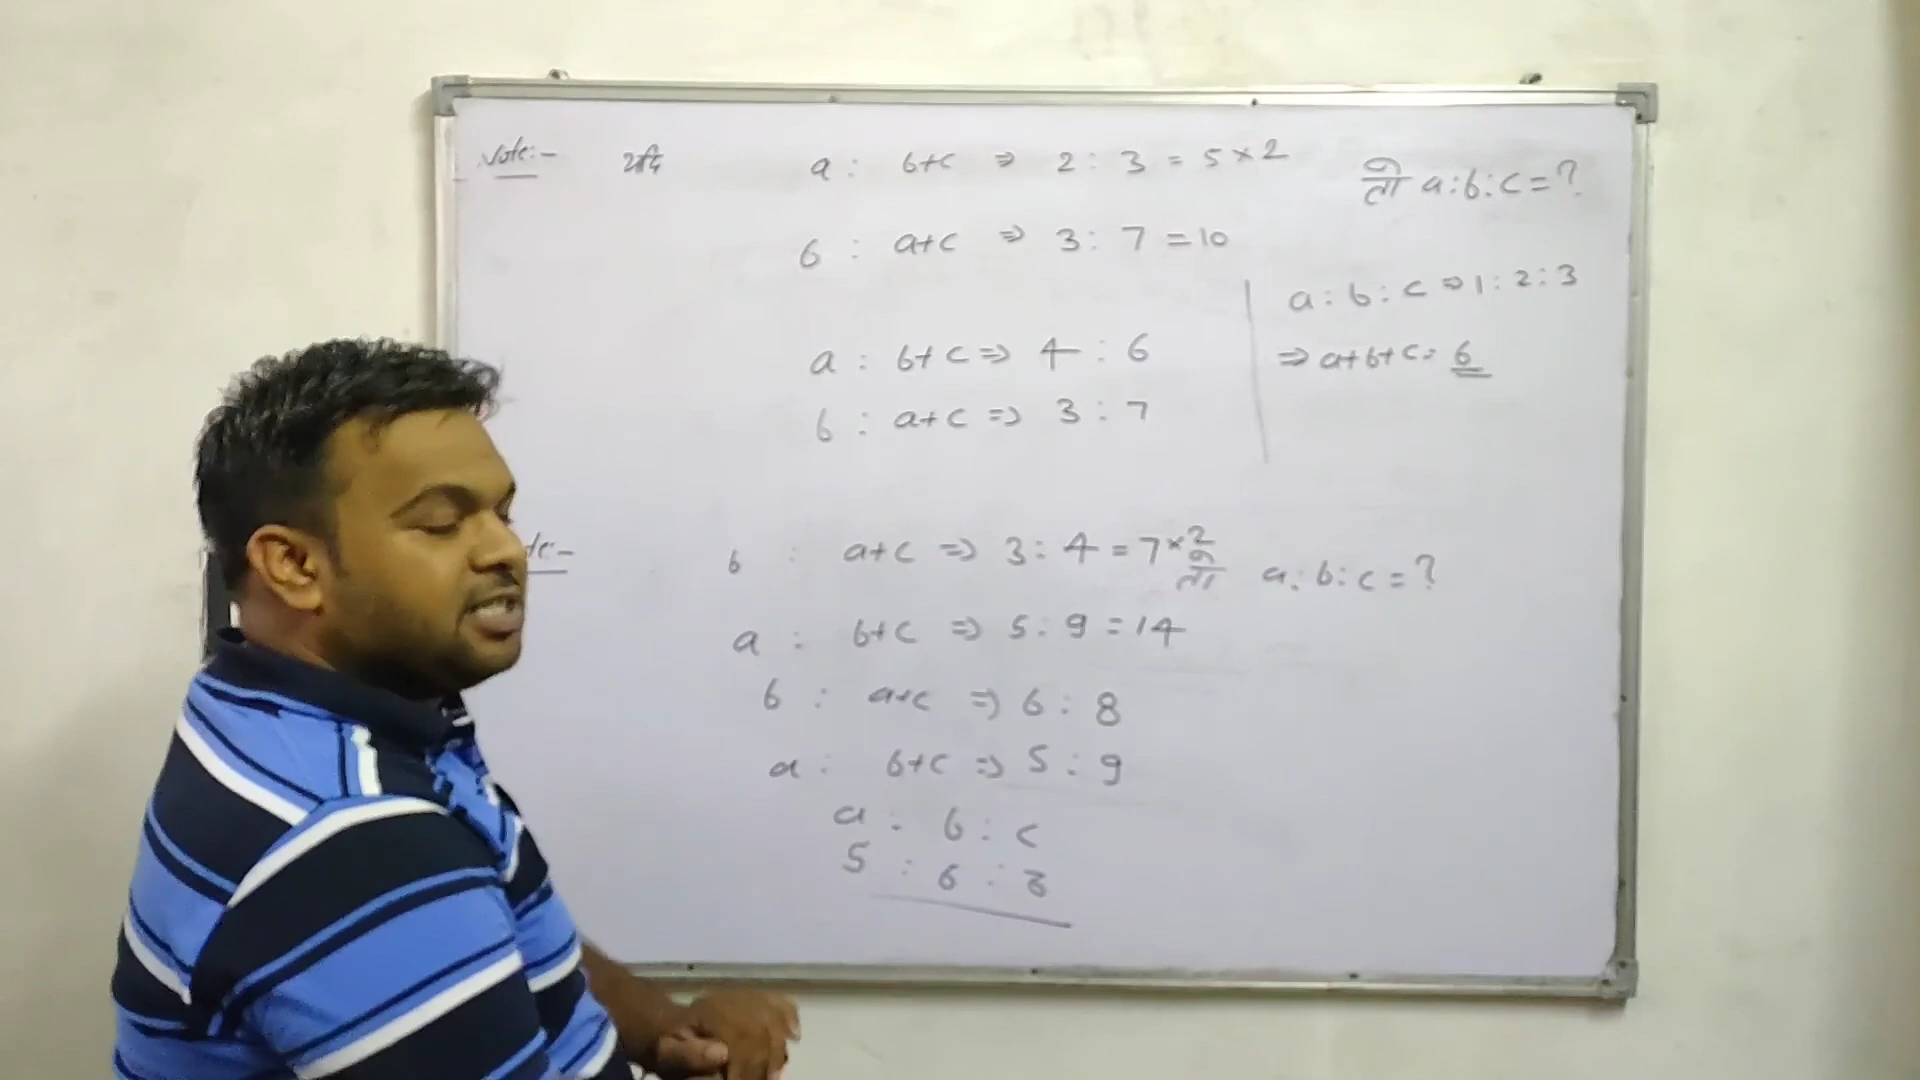 Note:- यदि a : b+c ⇒ 2 : 3 = 5 × 2
तो a:b:c = ?
b : a+c ⇒ 3 : 7 = 10
a : b : c ⇒ 1 : 2 : 3
⇒ a+b+c = 6
a : b+c ⇒ 4 : 6
b : a+c ⇒ 3 : 7
b : a+c ⇒ 3 : 4 = 7 × 2 तो a : b : c = ?
a : b+c ⇒ 5 : 9 = 14
b : a+c ⇒ 6 : 8
a : b+c ⇒ 5 : 9
a : b : c
5 : 6 : 3